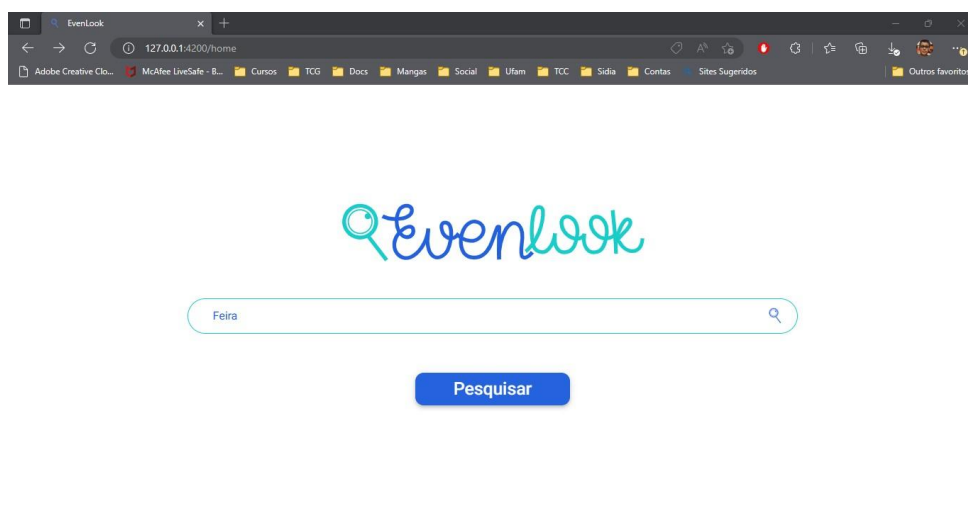 EvenLook
127.0.0.1:4200/home
Adobe Creative Clo... McAfee LiveSafe - B... Cursos TCG Docs Mangas Social Ufam TCC Sidia Contas Sites Sugeridos Outros favoritos
Evenlook
Feira
Pesquisar